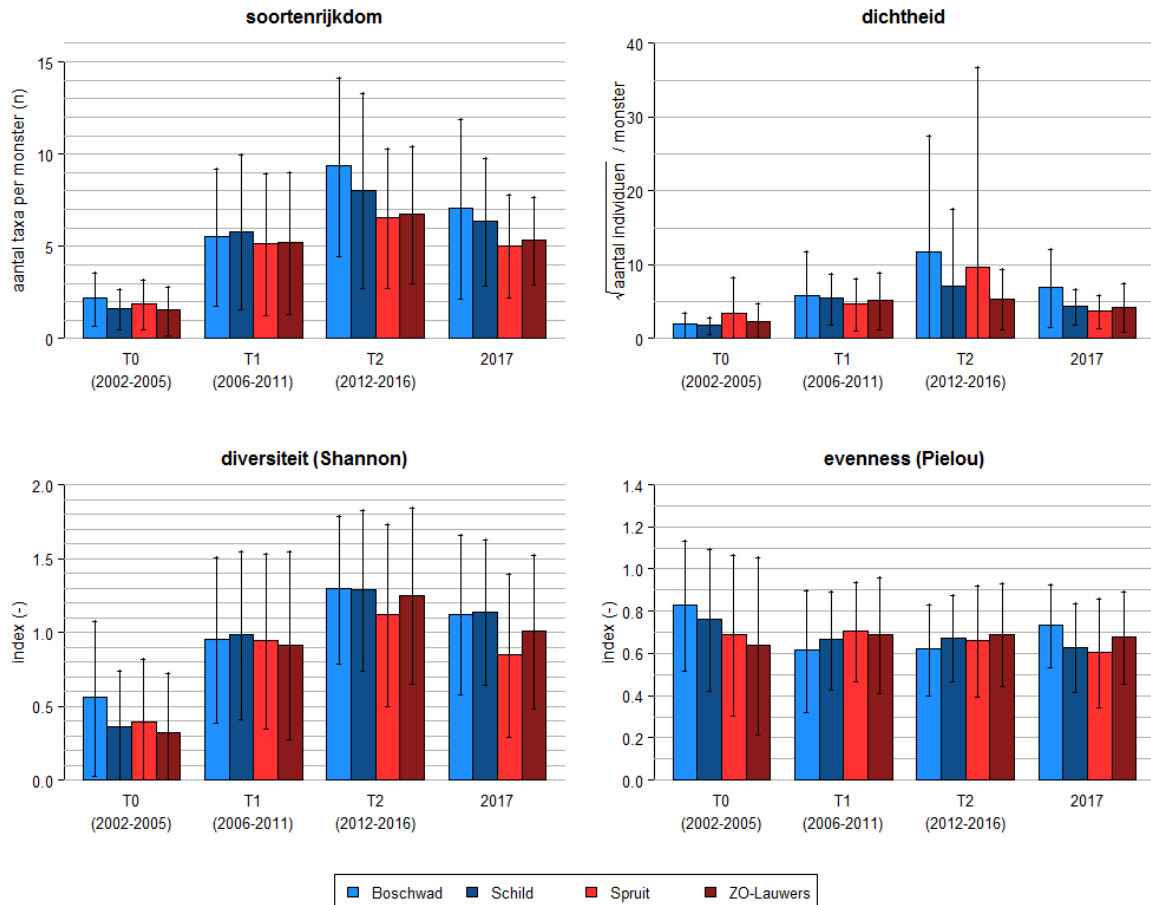 soortenrijkdom
aantal taxa per monster (n)
15
10
5
0
T0 T1 T2 2017
(2002-2005) (2006-2011) (2012-2016)
dichtheid
√aantal individuen / monster
40
30
20
10
0
T0 T1 T2 2017
(2002-2005) (2006-2011) (2012-2016)
diversiteit (Shannon)
index (-)
2.0
1.5
1.0
0.5
0.0
T0 T1 T2 2017
(2002-2005) (2006-2011) (2012-2016)
evenness (Pielou)
index (-)
1.4
1.2
1.0
0.8
0.6
0.4
0.2
0.0
T0 T1 T2 2017
(2002-2005) (2006-2011) (2012-2016)
Boschwad Schild Spruit ZO-Lauwers